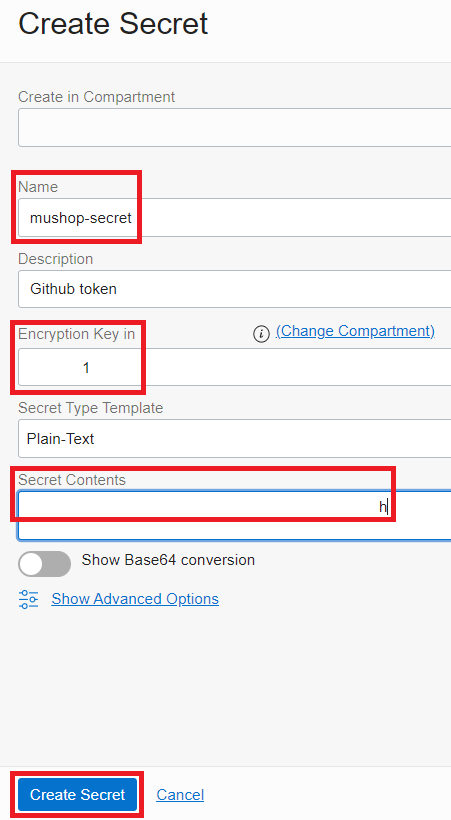 Create Secret
Create in Compartment
Name
mushop-secret
Description
Github token
Encryption Key in
(Change Compartment)
1
Secret Type Template
Plain-Text
Secret Contents
h
Show Base64 conversion
Show Advanced Options
Create Secret
Cancel